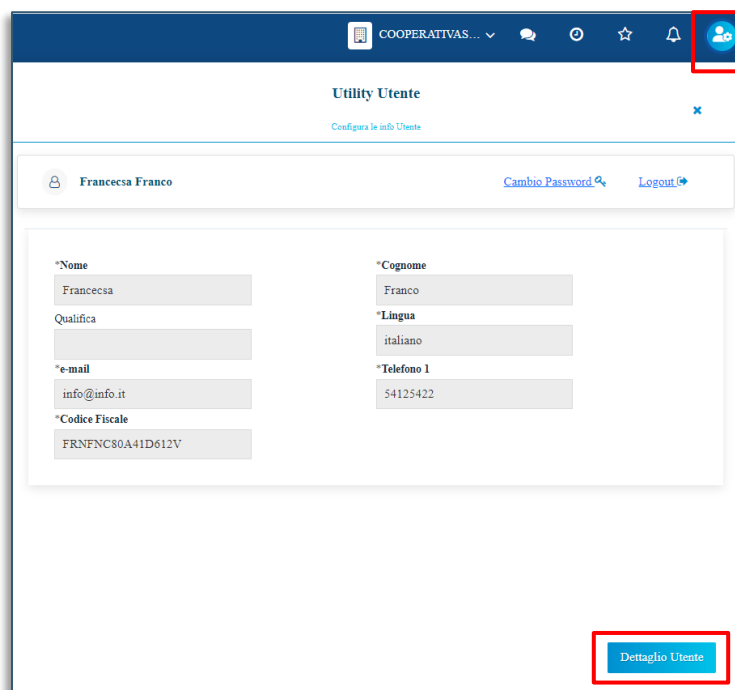 COOPERATIVAS...
Utility Utente
Configura le info Utente
Francecsa Franco
Cambio Password
Logout
*Nome
*Cognome
Francecsa
Franco
Qualifica
*Lingua
italiano
*e-mail
*Telefono 1
info@info.it
54125422
*Codice Fiscale
FRNFNC80A41D612V
Dettaglio Utente